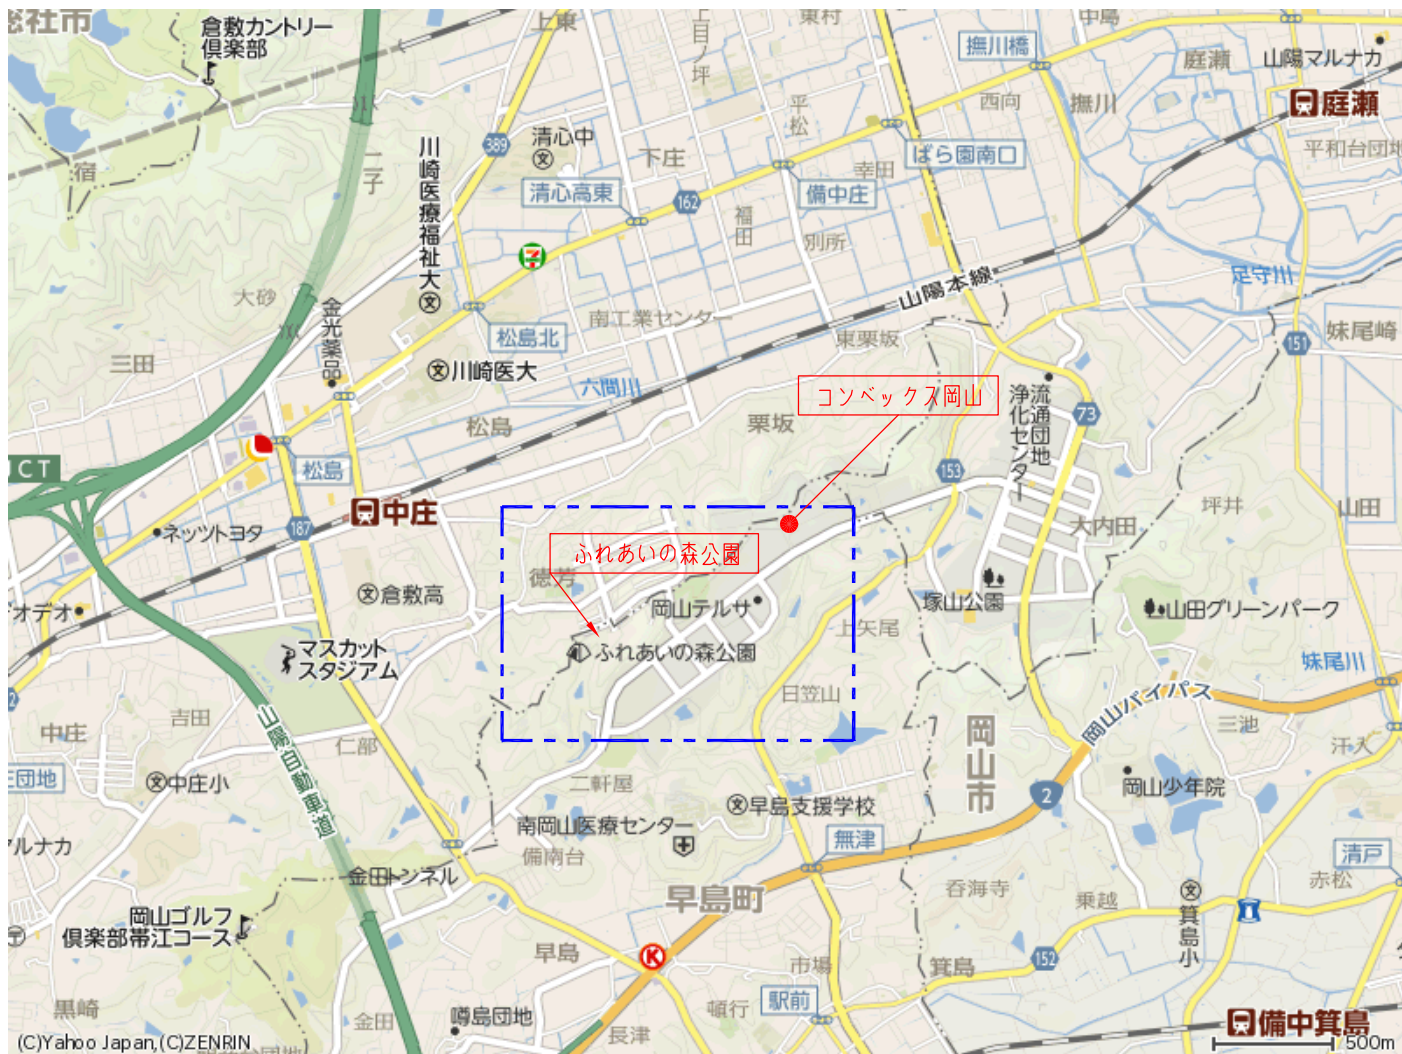 総社市
倉敷カントリー
倶楽部
上東
東村
中島
撫川橋
庭瀬
山陽マルナカ
西向
撫川
庭瀬
平和台団地
宿
二子
川崎医療福祉大
389
清心中
下庄
平松
ばら園南口
幸田
清心高東
162
備中庄
福田
別所
大砂
金光薬品
松島北
南工業センター
山陽本線
足守川
東粟坂
妹尾崎
151
三田
川崎医大
六間川
コンベックス岡山
流通団地
浄化センター
73
松島
栗坂
JCT
松島
153
坪井
山田
中庄
187
ネッツトヨタ
大内田
ふれあいの森公園
徳芳
倉敷高
オデオ
岡山テルサ
塚山公園
山田グリーンパーク
上矢尾
マスカット
スタジアム
ふれあいの森公園
妹尾川
日笠山
岡山バイパス
吉田
中庄
山陽自動車道
仁部
岡山市
三池
汗入
団地
中庄小
二軒屋
2
岡山少年院
早島支援学校
南岡山医療センター
無津
備南台
ルナカ
清戸
金田トンネル
赤松
早島町
呑海寺
乗越
箕島小
岡山ゴルフ
倶楽部帯江コース
早島
市場
箕島
152
駅前
頓行
黒崎
金田
噂島団地
長津
備中箕島
(C)Yahoo Japan,(C)ZENRIN
500m